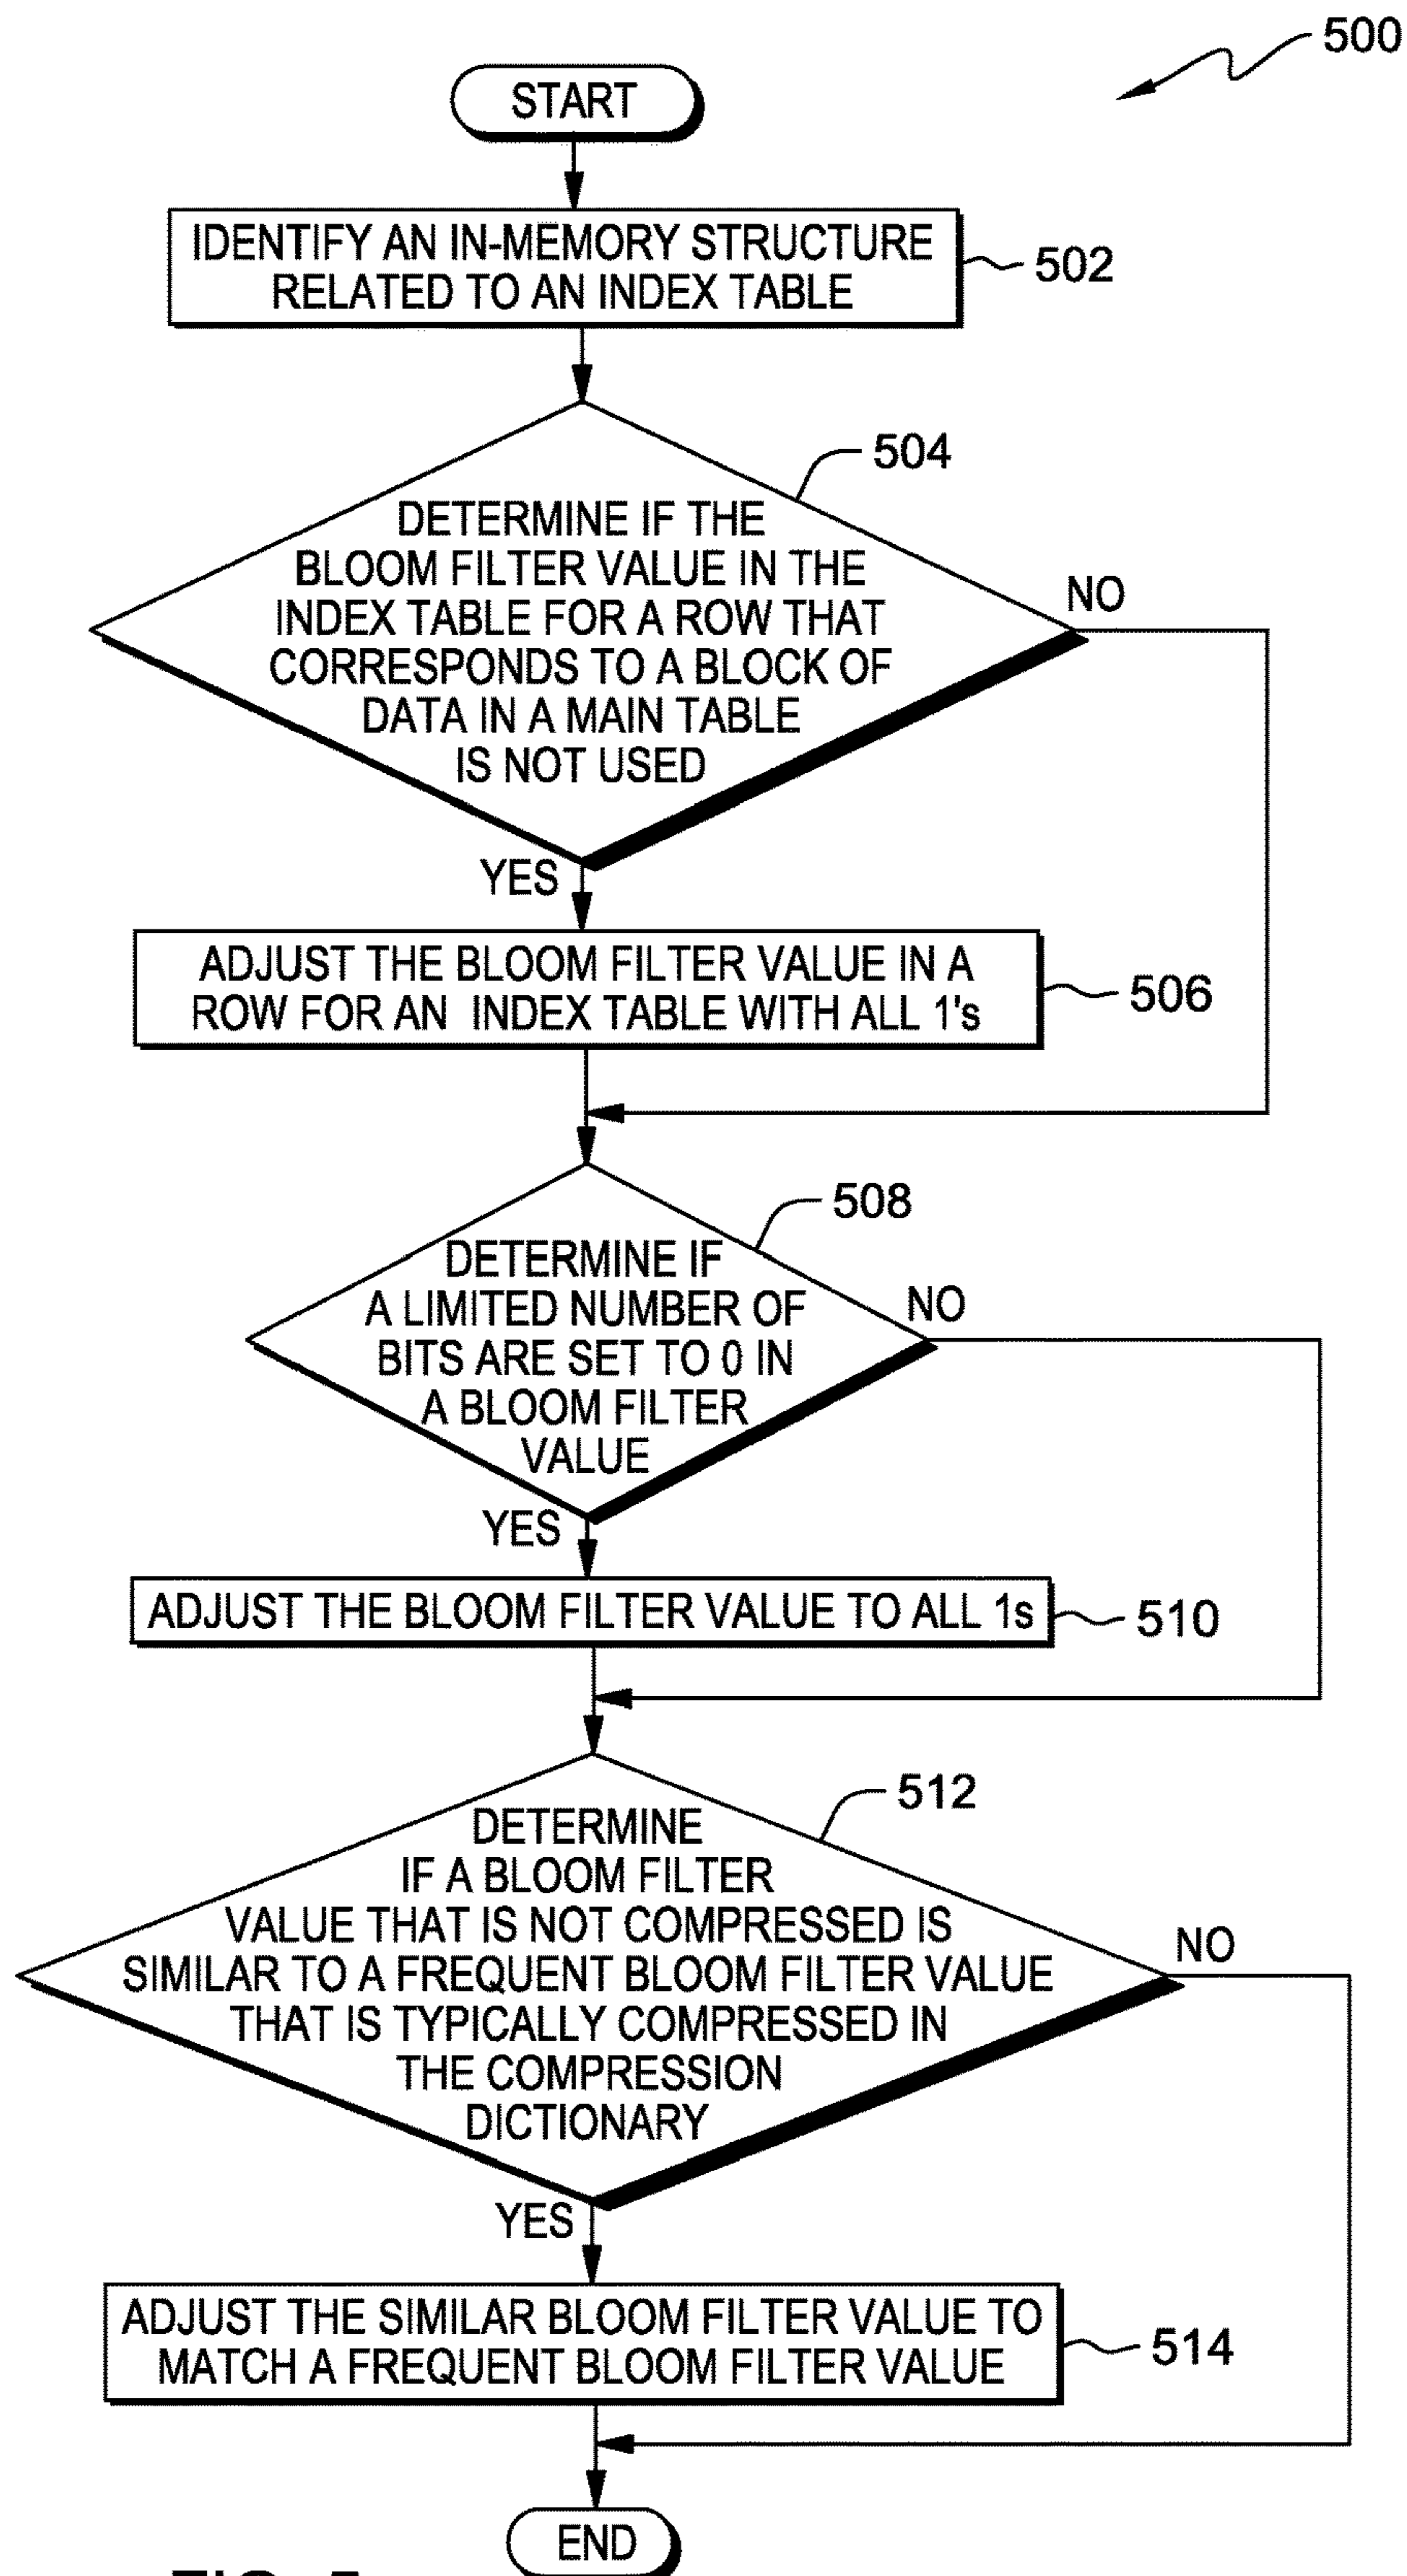 500
START
IDENTIFY AN IN-MEMORY STRUCTURE
RELATED TO AN INDEX TABLE
502
504
DETERMINE IF THE
BLOOM FILTER VALUE IN THE
INDEX TABLE FOR A ROW THAT
CORRESPONDS TO A BLOCK OF
DATA IN A MAIN TABLE
IS NOT USED
NO
YES
ADJUST THE BLOOM FILTER VALUE IN A
ROW FOR AN INDEX TABLE WITH ALL 1's
506
508
DETERMINE IF
A LIMITED NUMBER OF
BITS ARE SET TO 0 IN
A BLOOM FILTER
VALUE
NO
YES
ADJUST THE BLOOM FILTER VALUE TO ALL 1s
510
512
DETERMINE
IF A BLOOM FILTER
VALUE THAT IS NOT COMPRESSED IS
SIMILAR TO A FREQUENT BLOOM FILTER VALUE
THAT IS TYPICALLY COMPRESSED IN
THE COMPRESSION
DICTIONARY
NO
YES
ADJUST THE SIMILAR BLOOM FILTER VALUE TO
MATCH A FREQUENT BLOOM FILTER VALUE
514
END